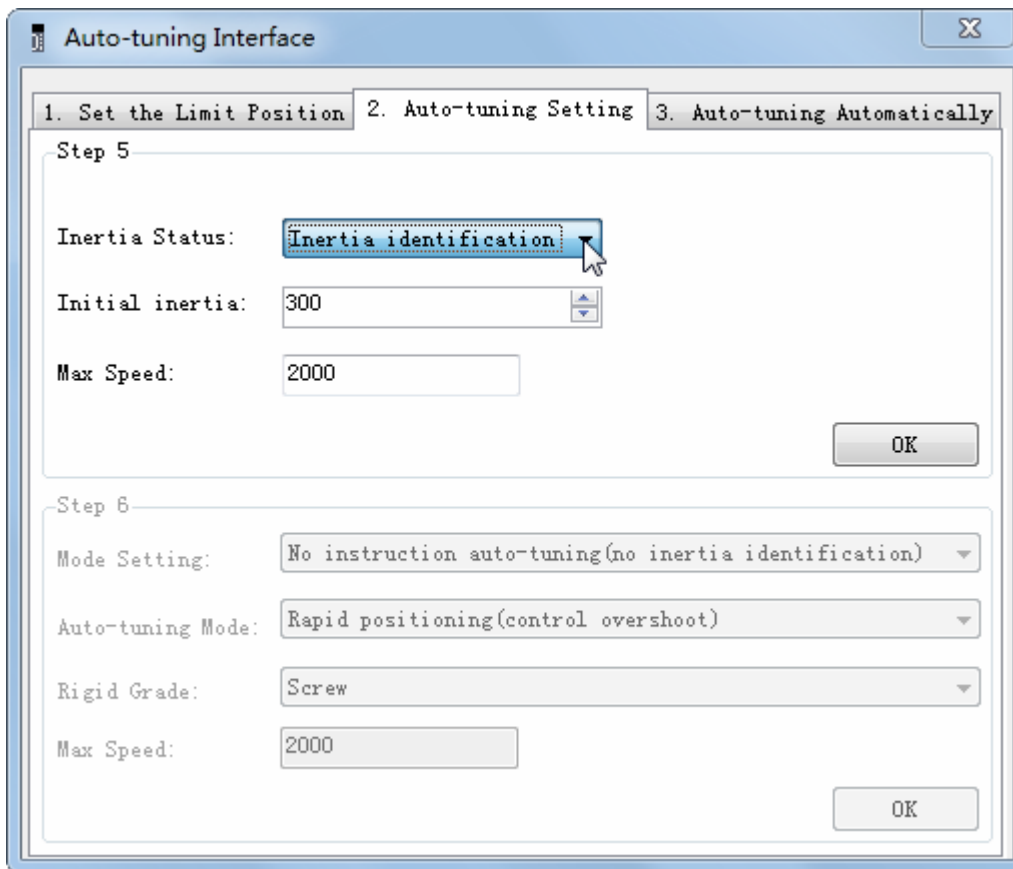 Auto-tuning Interface
1. Set the Limit Position 2. Auto-tuning Setting 3. Auto-tuning Automatically
Step 5
Inertia Status: Inertia identification
Initial inertia: 300
Max Speed: 2000
OK
Step 6
Mode Setting: No instruction auto-tuning(no inertia identification)
Auto-tuning Mode: Rapid positioning(control overshoot)
Rigid Grade: Screw
Max Speed: 2000
OK